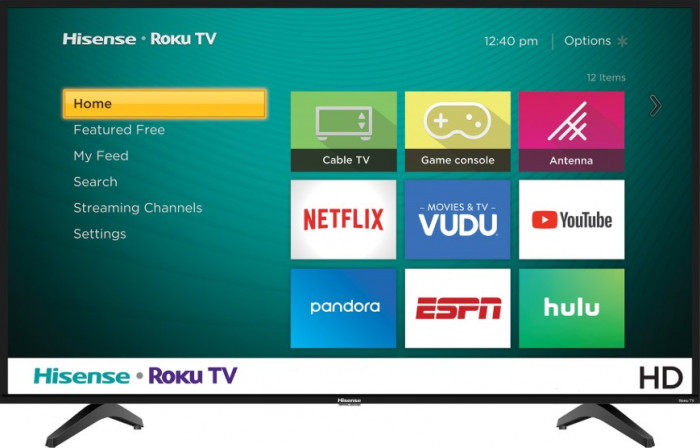 Hisense • Roku TV
12:40 pm | Options
12 Items
Home
Featured Free
My Feed
Search
Streaming Channels
Settings
Cable TV
Game console
Antenna
NETFLIX
MOVIES & TV
VUDU
YouTube
pandora
ESPN
hulu
Hisense • Roku TV
HD
Hisense
Roku TV